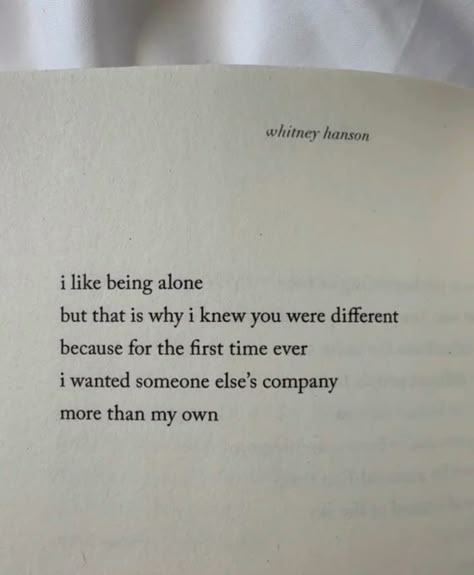 whitney hanson
i like being alone
but that is why i knew you were different
because for the first time ever
i wanted someone else's company
more than my own